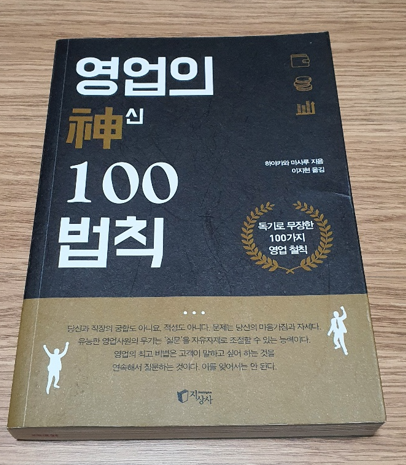 영업의
神신
100
법칙
하야카와 마사루 지음
이지현 옮김
독기로 무장한
100가지
영업 철칙
당신과 직장의 궁합도 아니요, 적성도 아니다. 문제는 당신의 마음가짐과 자세다.
유능한 영업사원의 무기는 '질문'을 자유자재로 조절할 수 있는 능력이다.
영업의 최고 비법은 고객이 말하고 싶어 하는 것을
연속해서 질문하는 것이다. 이를 잊어서는 안 된다.
지상사